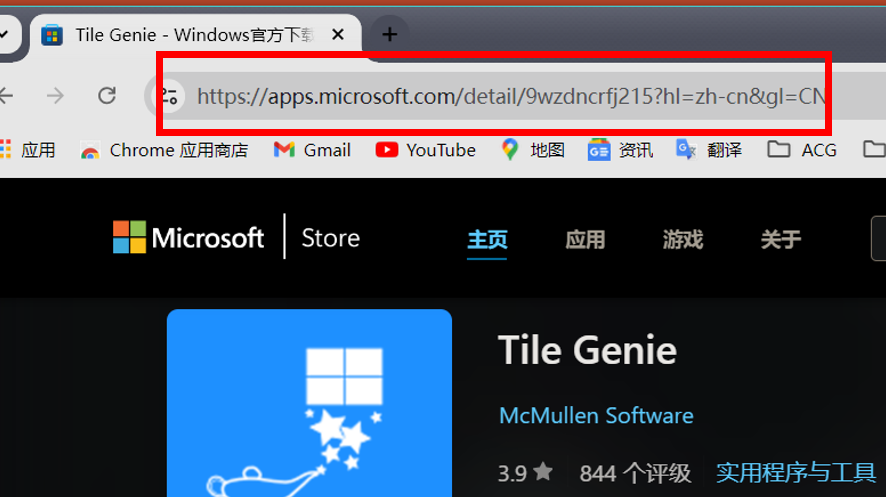 Tile Genie - Windows官方下载
https://apps.microsoft.com/detail/9wzdncrfj215?hl=zh-cn&gl=CN
应用 Chrome 应用商店 Gmail YouTube 地图 资讯 翻译 ACG
Microsoft Store 主页 应用 游戏 关于
Tile Genie
McMullen Software
3.9 844 个评级 实用程序与工具